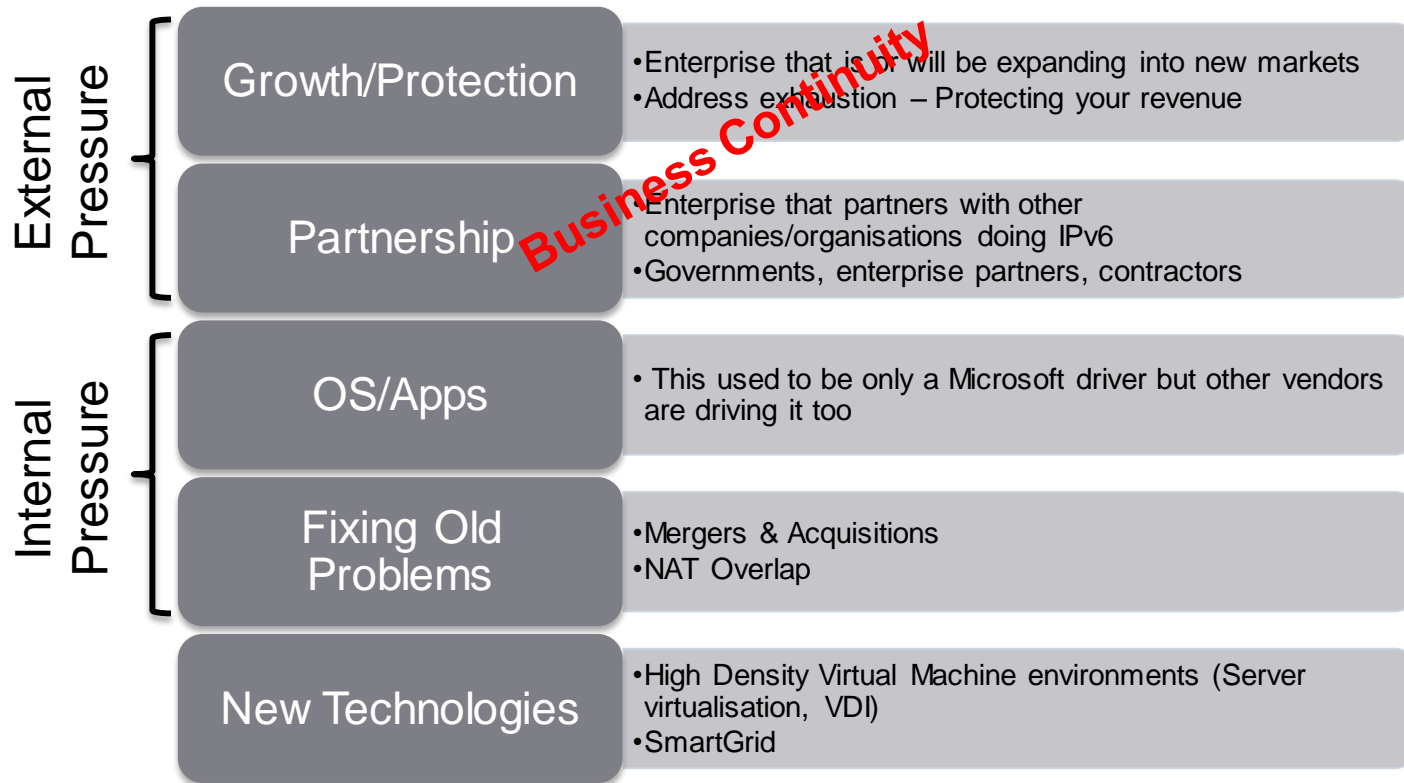 External
Pressure
Growth/Protection
•Enterprise that is or will be expanding into new markets
•Address exhaustion – Protecting your revenue
Business Continuity
Partnership
•Enterprise that partners with other
companies/organisations doing IPv6
•Governments, enterprise partners, contractors
Internal
Pressure
OS/Apps
• This used to be only a Microsoft driver but other vendors
are driving it too
Fixing Old
Problems
•Mergers & Acquisitions
•NAT Overlap
New Technologies
•High Density Virtual Machine environments (Server
virtualisation, VDI)
•SmartGrid